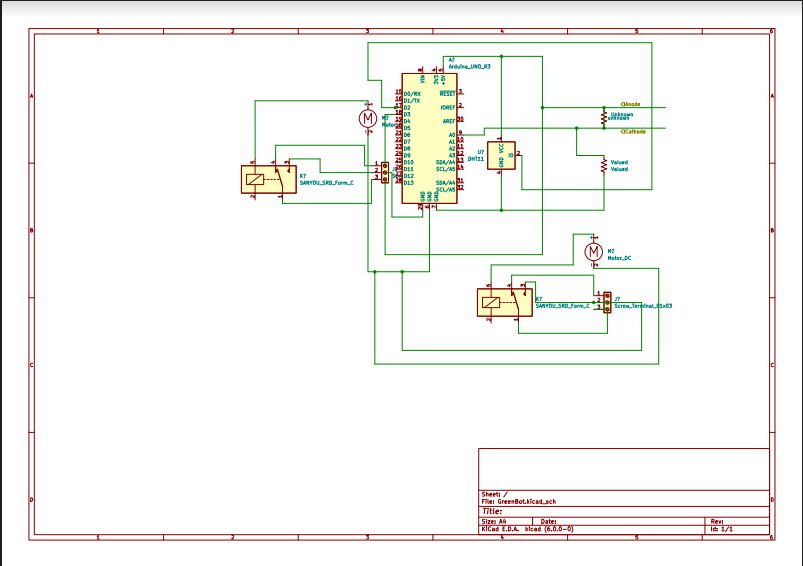 1 2 3 4 5 6
A?
Arduino_UNO_R3
VIN
3V3
+5V
D0/RX
D1/TX
D2
D3
D4
D5
D6
D7
D8
D9
D10
D11
D12
D13
RESET
IOREF
AREF
A0
A1
A2
A3
SDA/A4
SCL/A5
SDA/A4
SCL/A5
GND
GND
GND
A
A
Anode
Unknown
unknown
Cathode
M
U?
DHT11
VCC
GND
IO
Valued
Valued
K?
SANYOU_SRD_Form_C
B
B
M
M?
Motor_DC
K?
SANYOU_SRD_Form_C
J?
Screw_Terminal_01x03
C
C
D
D
Sheet: /
File: GreenBot.kicad_sch
Title:
Size: A4
Date:
Rev:
KiCad E.D.A. kicad (6.0.0-0)
Id: 1/1
1 2 3 4 5 6